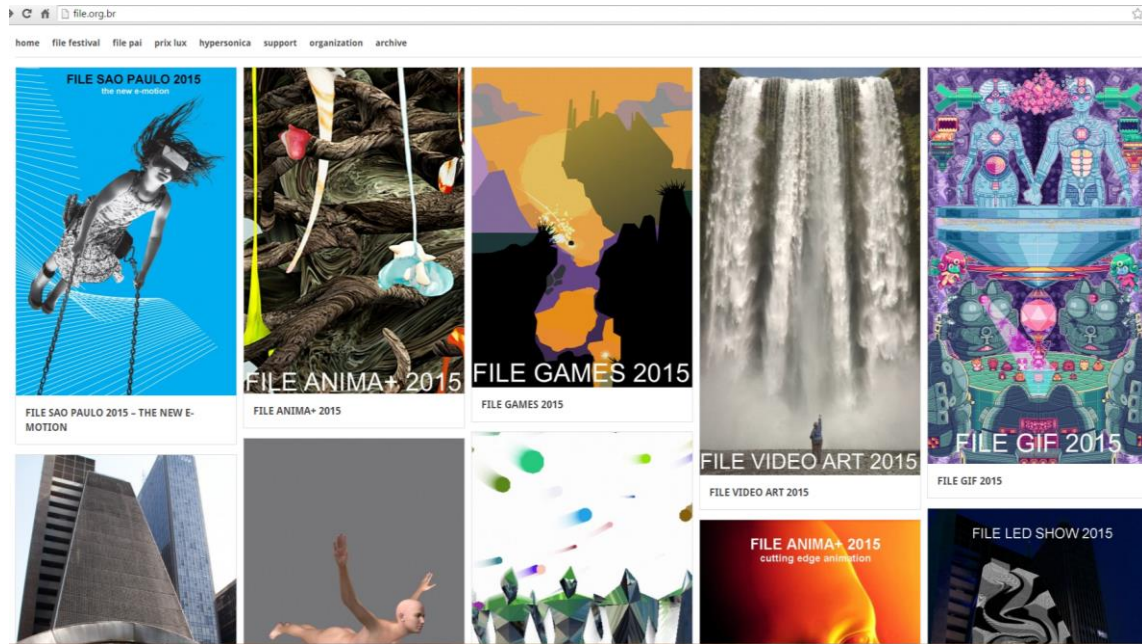 file.org.br
home file festival file pai prix lux hypersonica support organization archive
FILE SAO PAULO 2015
the new e-motion
FILE SAO PAULO 2015 – THE NEW E-
MOTION
FILE ANIMA+ 2015
FILE ANIMA+ 2015
FILE GAMES 2015
FILE GAMES 2015
FILE VIDEO ART 2015
FILE VIDEO ART 2015
FILE GIF 2015
FILE GIF 2015
FILE ANIMA+ 2015
cutting edge animation
FILE LED SHOW 2015